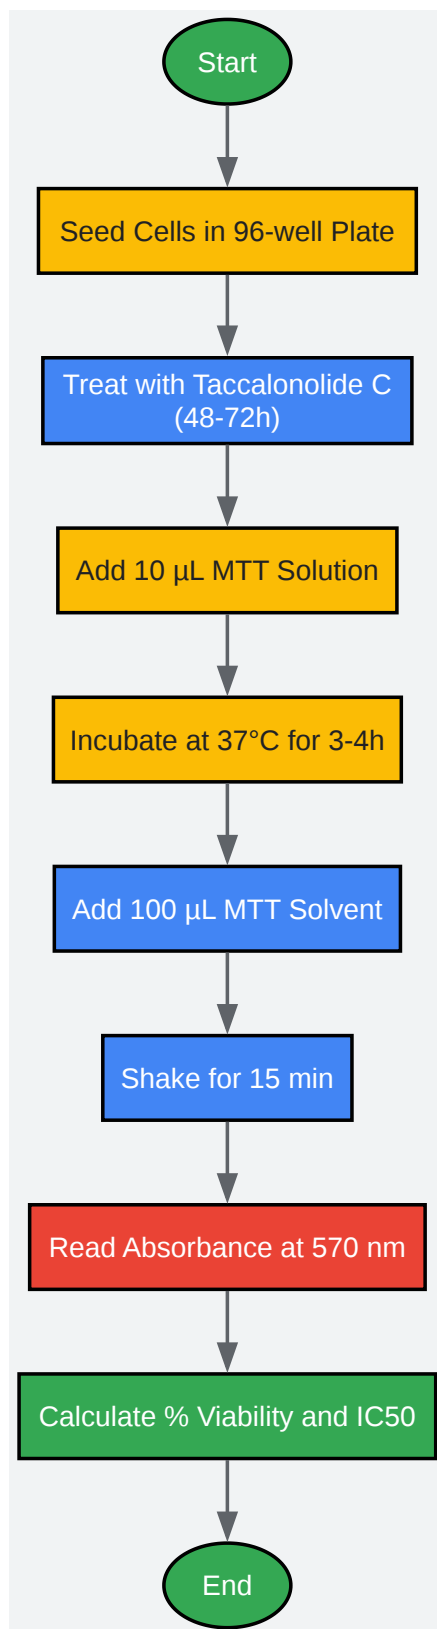 Start
Seed Cells in 96-well Plate
Treat with Taccalonolide C
(48-72h)
Add 10 µL MTT Solution
Incubate at 37°C for 3-4h
Add 100 µL MTT Solvent
Shake for 15 min
Read Absorbance at 570 nm
Calculate % Viability and IC50
End